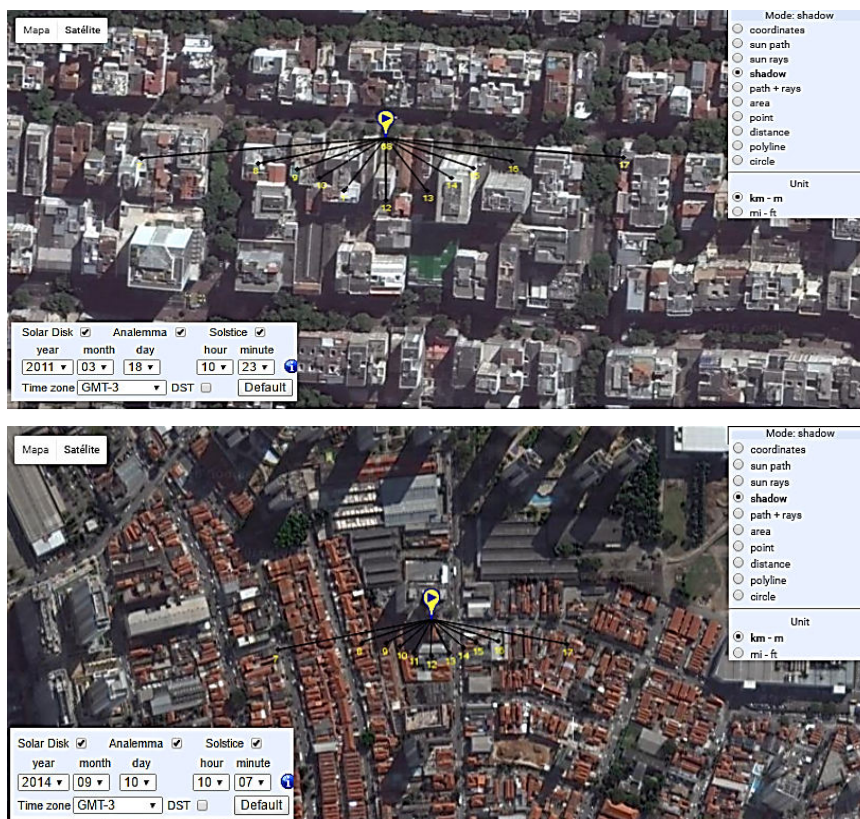 Mapa Satélite
Mode: shadow
coordinates
sun path
sun rays
shadow
path + rays
area
point
distance
polyline
circle
Unit
km - m
mi - ft
68
8
9
10
12
13
14
15
16
17
Solar Disk Analemma Solstice
year month day hour minute
2011 03 18 10 23
Time zone GMT-3 DST Default
Mapa Satélite
Mode: shadow
coordinates
sun path
sun rays
shadow
path + rays
area
point
distance
polyline
circle
Unit
km - m
mi - ft
7 8 9 10 11 12 13 14 15 16 17
Solar Disk Analemma Solstice
year month day hour minute
2014 09 10 10 07
Time zone GMT-3 DST Default